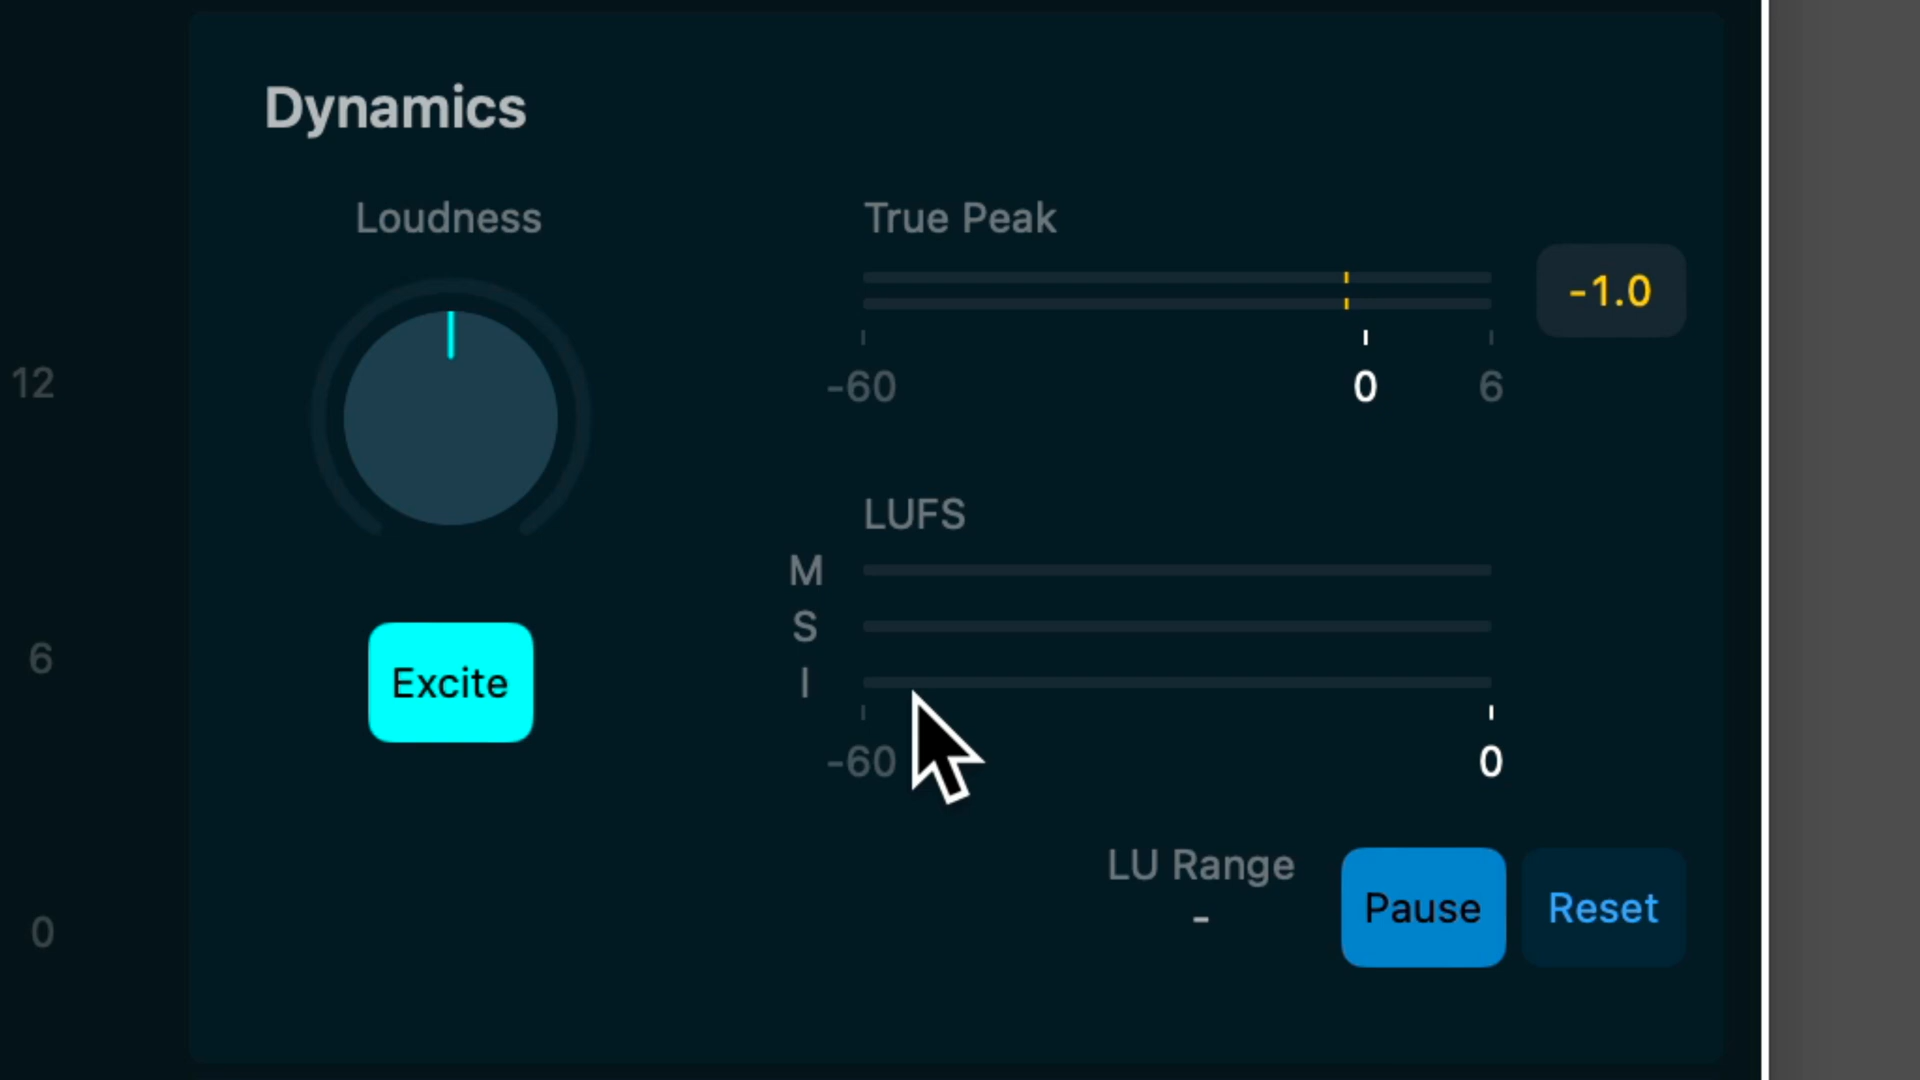 Dynamics
Loudness
True Peak
-1.0
-60 0 6
12
LUFS
M
S
I
6
Excite
-60 0
LU Range
-
Pause
Reset
0